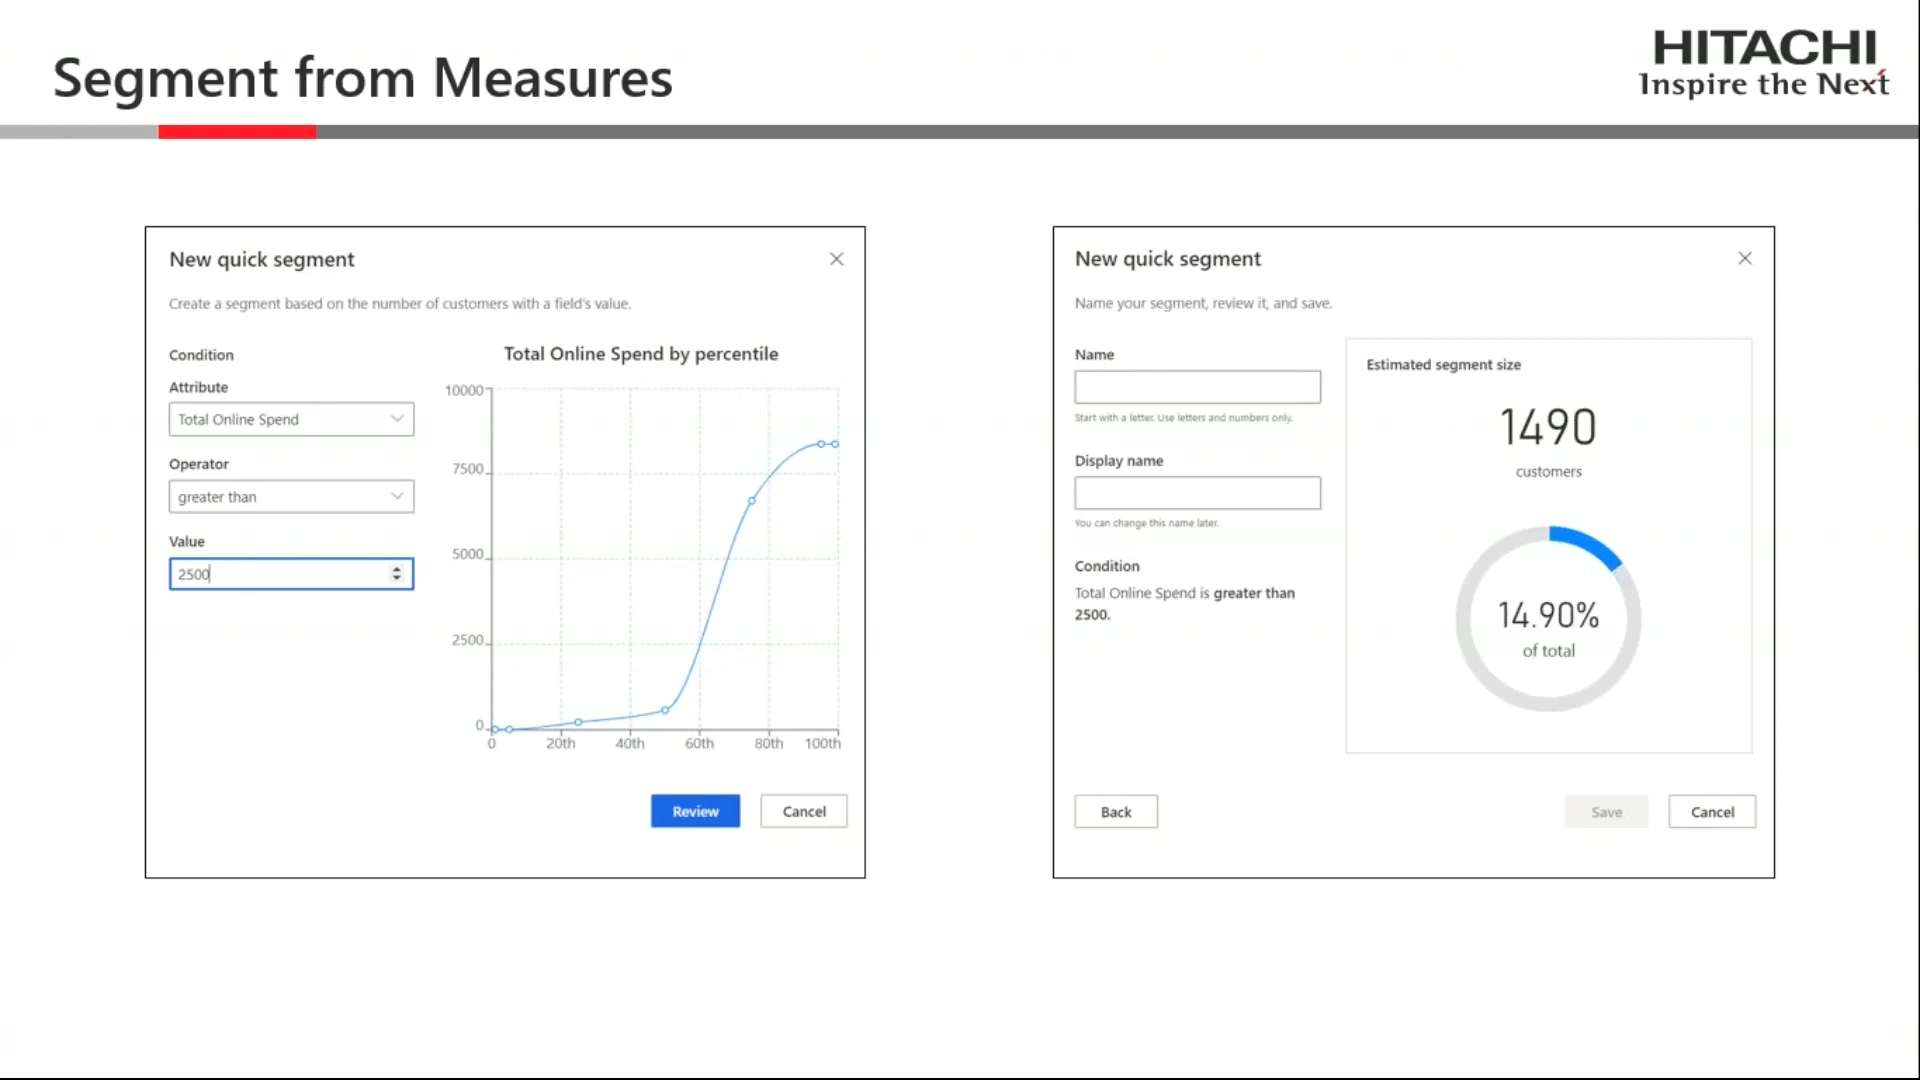 Segment from Measures
HITACHI
Inspire the Next
New quick segment
Create a segment based on the number of customers with a field's value.
Condition
Attribute
Total Online Spend
Operator
greater than
Value
2500
Total Online Spend by percentile
10000
7500
5000
2500
0
0 20th 40th 60th 80th 100th
Review Cancel
New quick segment
Name your segment, review it, and save.
Name
Start with a letter. Use letters and numbers only.
Display name
You can change this name later.
Condition
Total Online Spend is greater than
2500.
Estimated segment size
1490
customers
14.90%
of total
Back Save Cancel